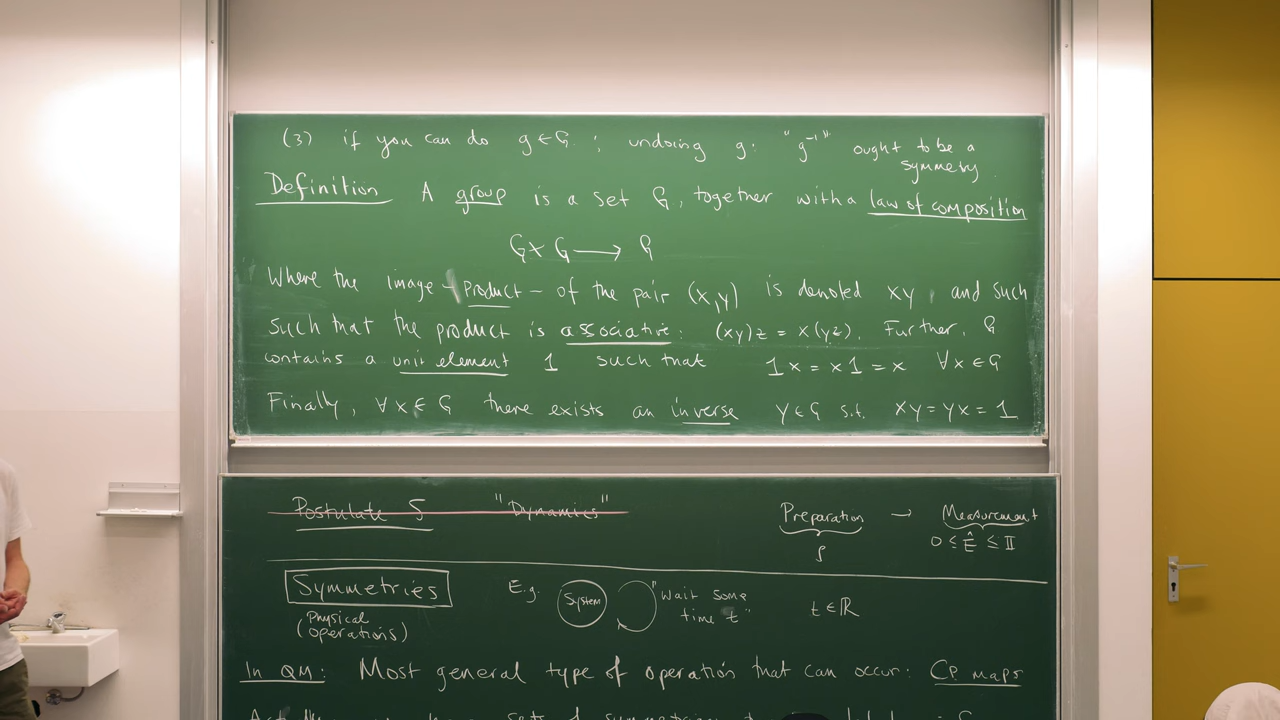 (3) if you can do g∈G : undoing g: "g⁻¹" ought to be a symmetry
Definition A group is a set G, together with a law of composition
G×G ⟶ G
Where the image – product – of the pair (x,y) is denoted xy, and such
such that the product is associative: (xy)z = x(yz). Further, G
contains a unit element 1 such that 1x = x1 = x ∀x∈G
Finally, ∀x∈G there exists an inverse y∈G s.t. xy=yx=1
Postulate 5 "Dynamics"
Preparation → Measurement
ρ 0 ≤ Ê ≤ 𝕀
Symmetries E.g. System "Wait some time t" t∈ℝ
(Physical operations)
In QM: Most general type of operation that can occur: CP maps
sets of